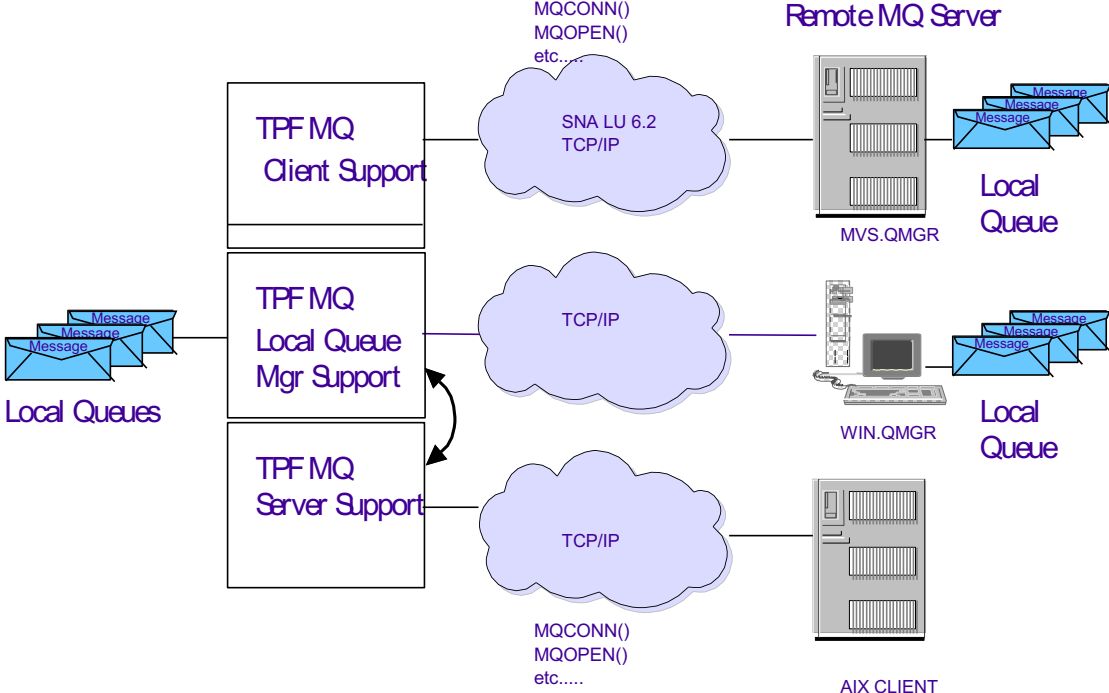 MQCONN()
MQOPEN()
etc.....
Remote MQ Server
TPF MQ
Client Support
SNA LU 6.2
TCP/IP
Message
Message
Message
Local
Queue
MVS.QMGR
Message
Message
Message
Local Queues
TPF MQ
Local Queue
Mgr Support
TCP/IP
WIN.QMGR
Message
Message
Message
Local
Queue
TPF MQ
Server Support
TCP/IP
MQCONN()
MQOPEN()
etc.....
AIX CLIENT